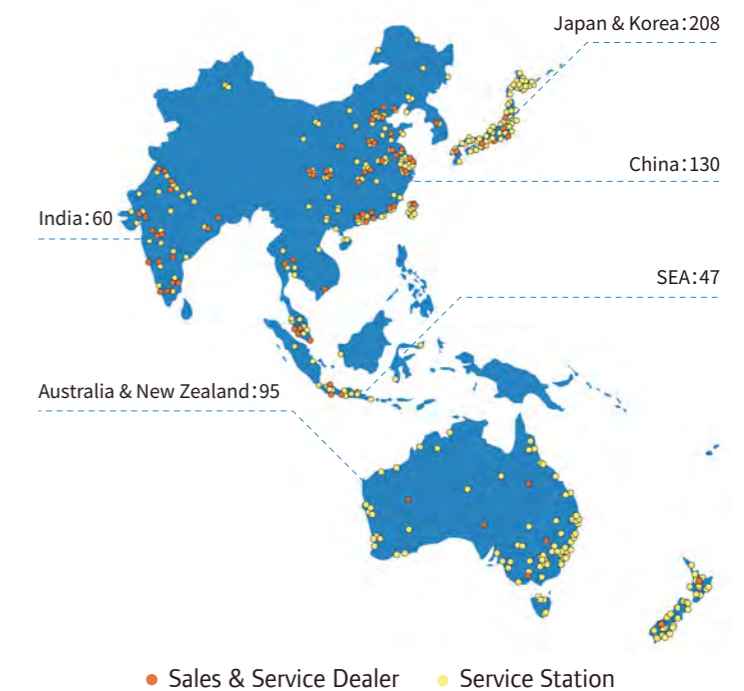 Japan & Korea:208
China:130
India:60
SEA:47
Australia & New Zealand:95
Sales & Service Dealer
Service Station